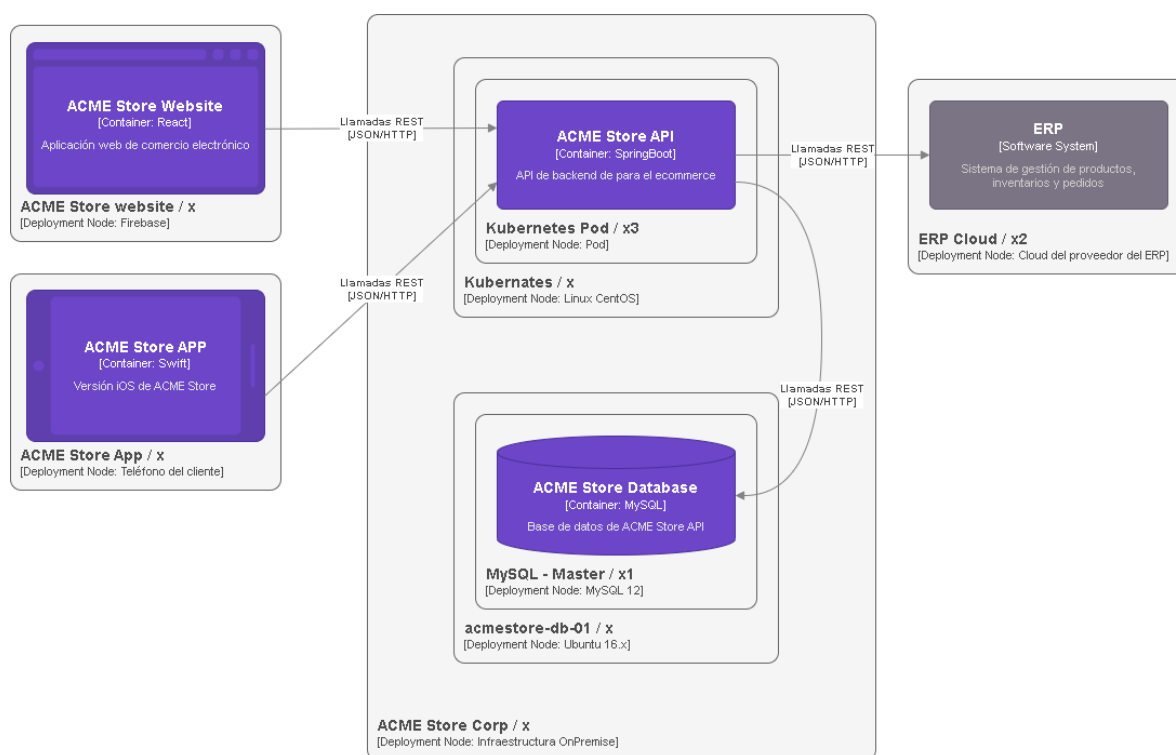 ACME Store Website
[Container: React]
Aplicación web de comercio electrónico
ACME Store website / x
[Deployment Node: Firebase]
ACME Store APP
[Container: Swift]
Versión iOS de ACME Store
ACME Store App / x
[Deployment Node: Teléfono del cliente]
Llamadas REST
[JSON/HTTP]
Llamadas REST
[JSON/HTTP]
ACME Store API
[Container: SpringBoot]
API de backend de para el ecommerce
Kubernetes Pod / x3
[Deployment Node: Pod]
Kubernates / x
[Deployment Node: Linux CentOS]
Llamadas REST
[JSON/HTTP]
Llamadas REST
[JSON/HTTP]
ACME Store Database
[Container: MySQL]
Base de datos de ACME Store API
MySQL - Master / x1
[Deployment Node: MySQL 12]
acmestore-db-01 / x
[Deployment Node: Ubuntu 16.x]
ACME Store Corp / x
[Deployment Node: Infraestructura OnPremise]
ERP
[Software System]
Sistema de gestión de productos,
inventarios y pedidos
ERP Cloud / x2
[Deployment Node: Cloud del proveedor del ERP]